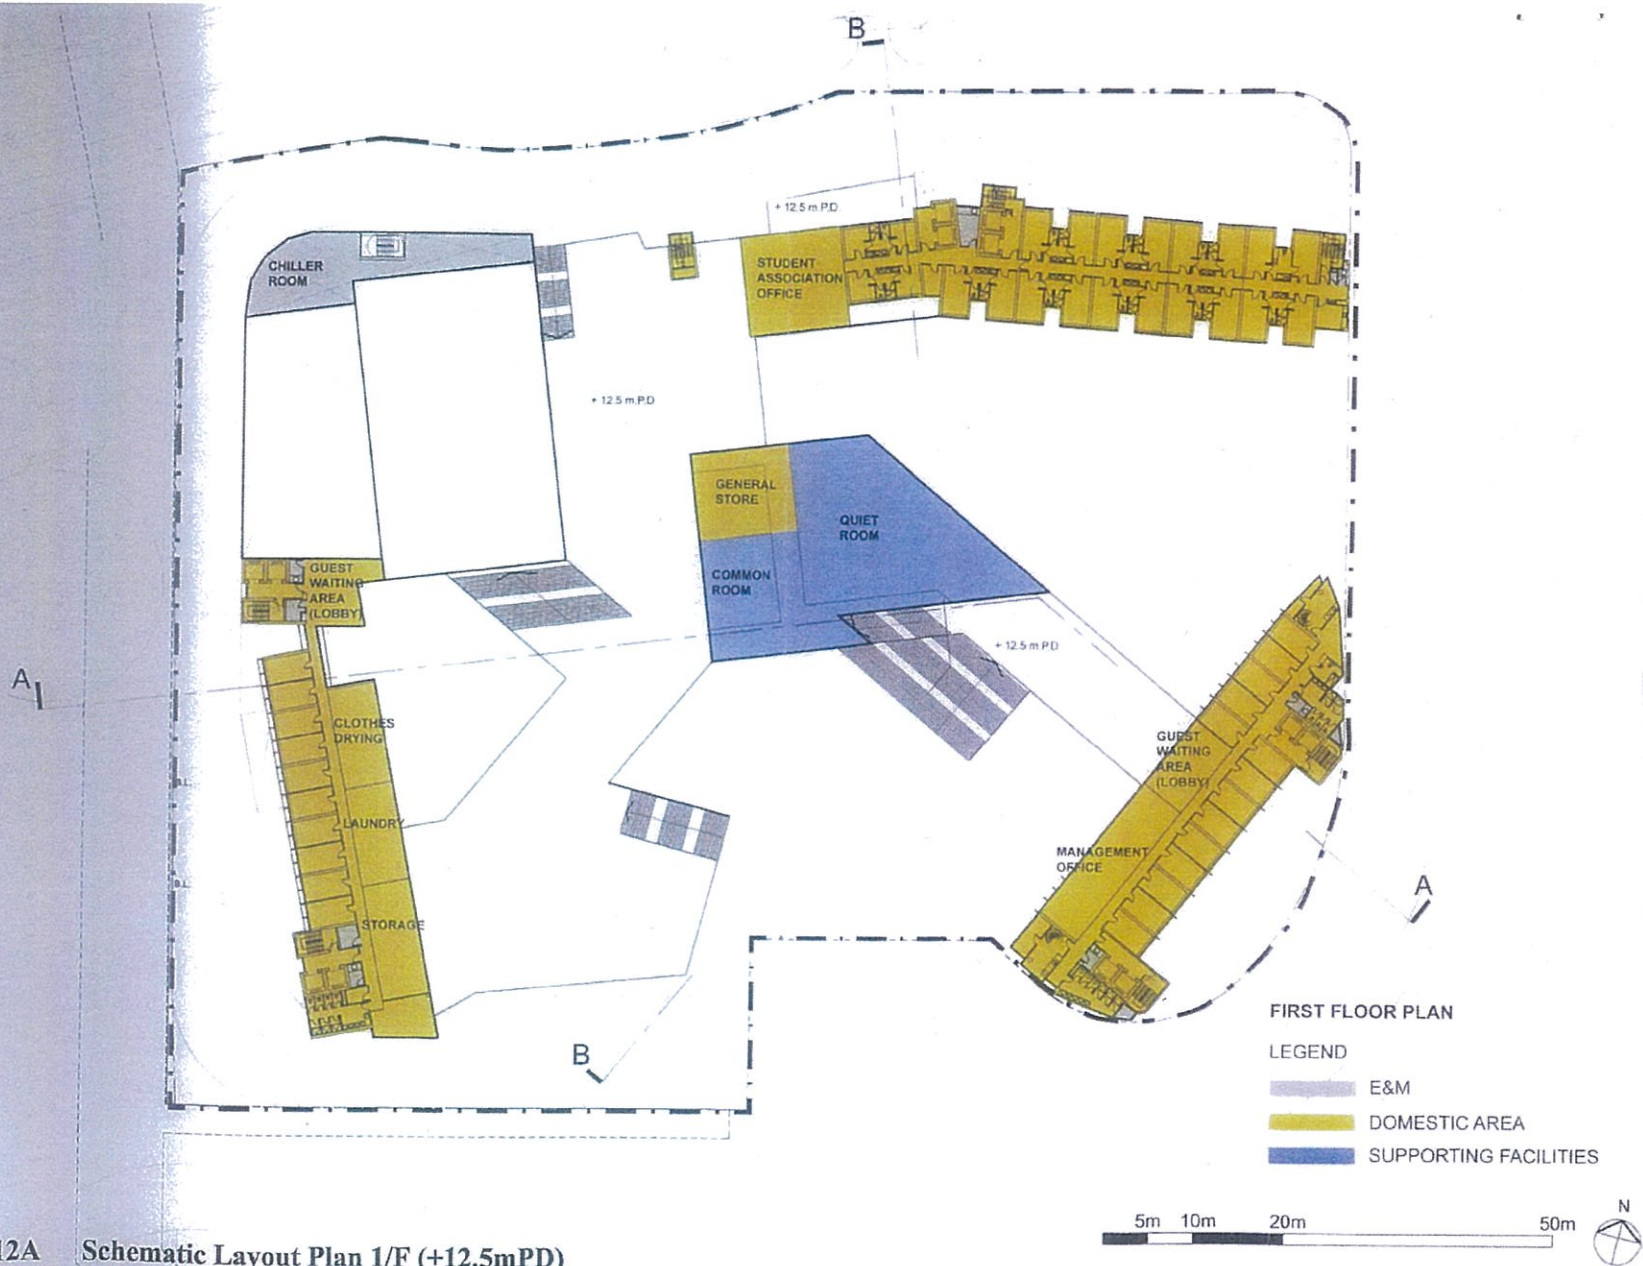 B
+ 12.5 m.P.D.
CHILLER
ROOM
STUDENT
ASSOCIATION
OFFICE
+ 12.5 m.P.D
GENERAL
STORE
QUIET
ROOM
COMMON
ROOM
GUEST
WAITING
AREA
(LOBBY)
+ 12.5 m P.D
A
CLOTHES
DRYING
GUEST
WAITING
AREA
(LOBBY)
LAUNDRY
MANAGEMENT
OFFICE
A
STORAGE
B
FIRST FLOOR PLAN
LEGEND
E&M
DOMESTIC AREA
SUPPORTING FACILITIES
5m 10m 20m 50m
N
12A Schematic Layout Plan 1/F (+12.5mPD)